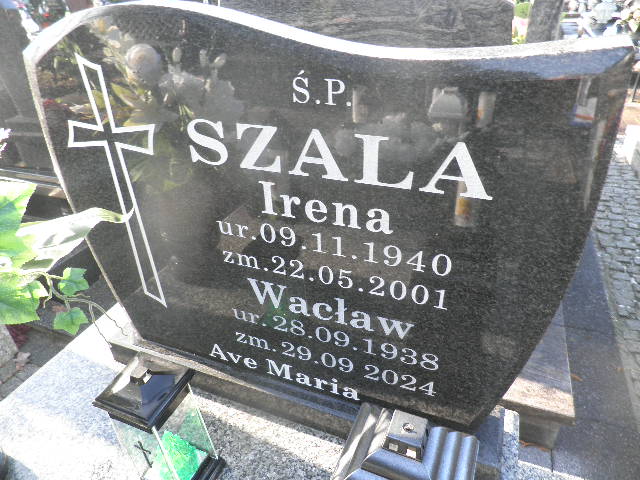 Ś.P.
SZALA
Irena
ur.09.11.1940
zm.22.05.2001
Wacław
ur.28.09.1938
zm.29.09.2024
Ave Maria